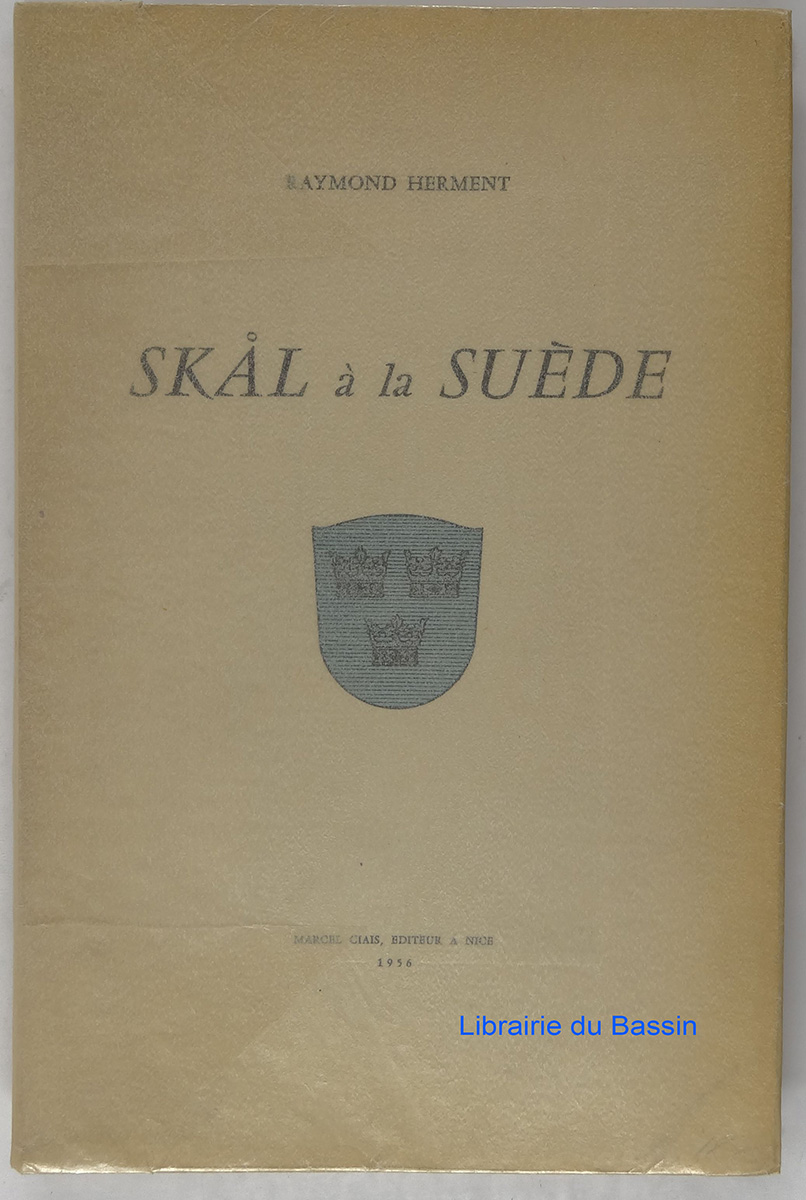 RAYMOND HERMENT
SKÅL à la SUÈDE
MARCEL CIAIS, EDITEUR A NICE
1956
Librairie du Bassin